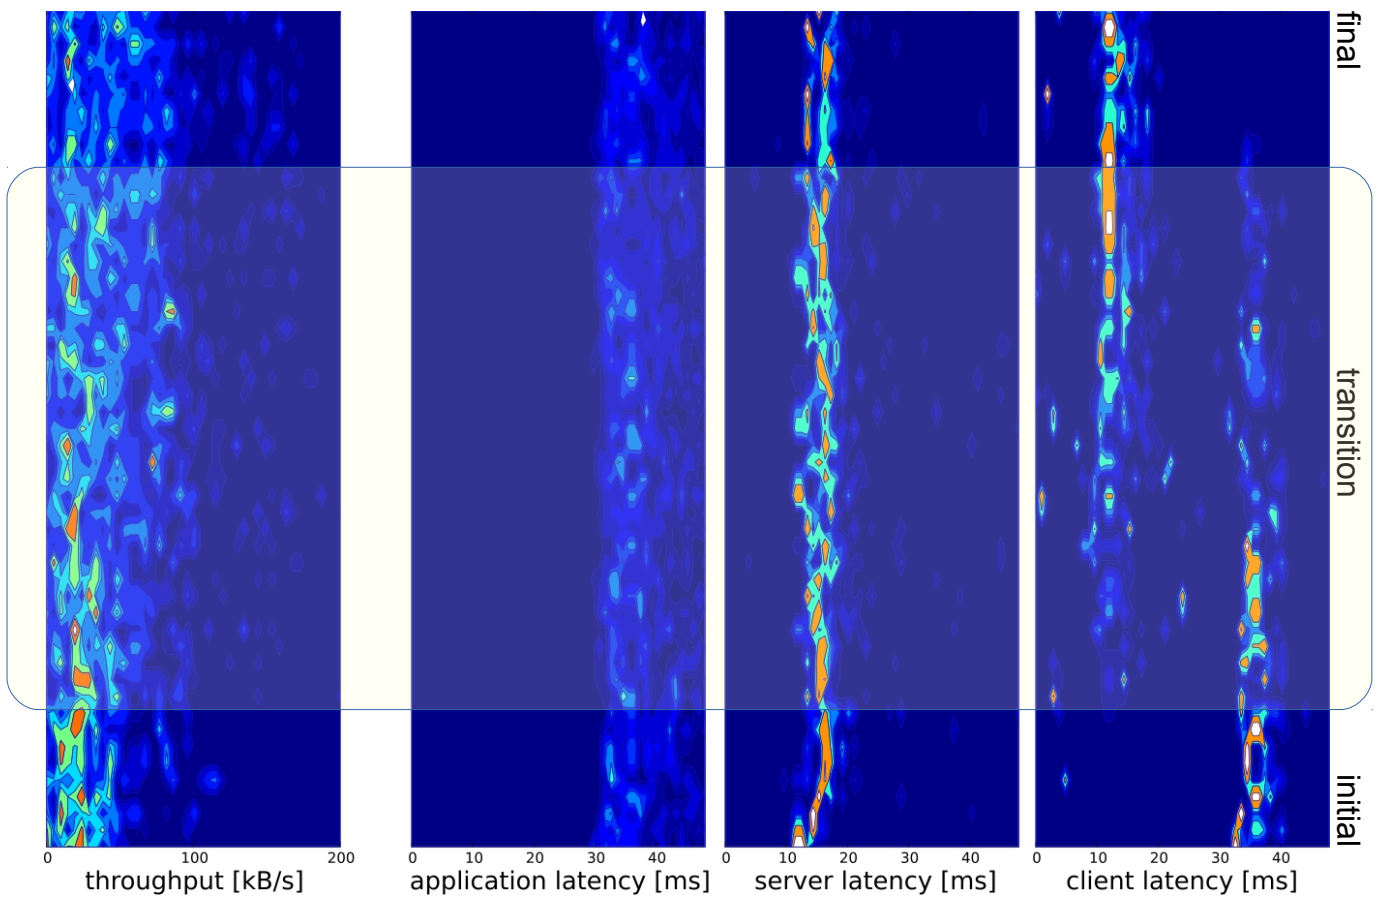 final
transition
initial
0 100 200
0 10 20 30 40
0 10 20 30 40
0 10 20 30 40
throughput [kB/s]
application latency [ms]
server latency [ms]
client latency [ms]